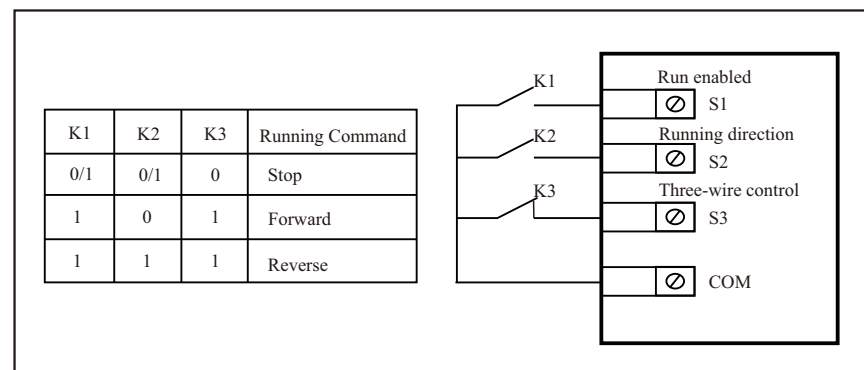 K1 K2 K3 Running Command
0/1 0/1 0 Stop
1 0 1 Forward
1 1 1 Reverse
K1
Run enabled
S1
K2
Running direction
S2
K3
Three-wire control
S3
COM